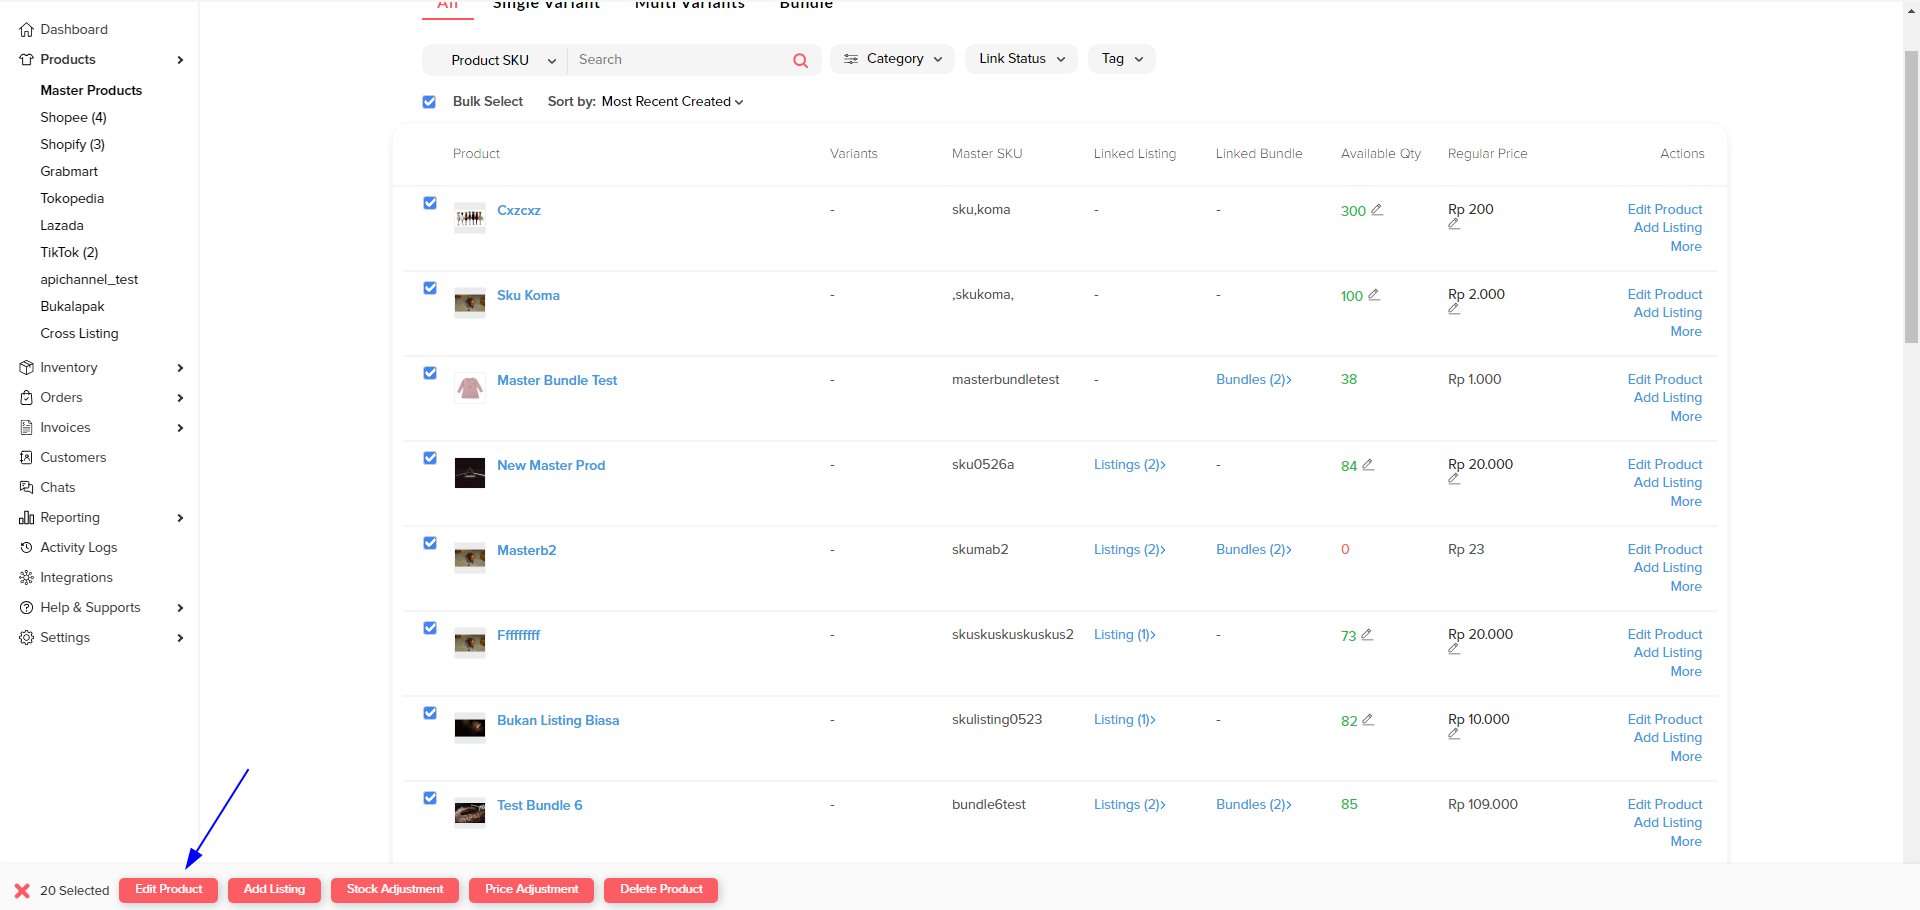 All Single Variant Multi Variants Bundle
Dashboard
Products
Master Products
Shopee (4)
Shopify (3)
Grabmart
Tokopedia
Lazada
TikTok (2)
apichannel_test
Bukalapak
Cross Listing
Inventory
Orders
Invoices
Customers
Chats
Reporting
Activity Logs
Integrations
Help & Supports
Settings
Product SKU Search Category Link Status Tag
Bulk Select Sort by: Most Recent Created
Product Variants Master SKU Linked Listing Linked Bundle Available Qty Regular Price Actions
Cxzcxz - sku,koma - - 300 Rp 200 Edit Product
Add Listing
More
Sku Koma - ,skukoma, - - 100 Rp 2.000 Edit Product
Add Listing
More
Master Bundle Test - masterbundletest - Bundles (2) 38 Rp 1.000 Edit Product
Add Listing
More
New Master Prod - sku0526a Listings (2) - 84 Rp 20.000 Edit Product
Add Listing
More
Masterb2 - skumab2 Listings (2) Bundles (2) 0 Rp 23 Edit Product
Add Listing
More
Fffffffff - skuskuskuskuskus2 Listing (1) - 73 Rp 20.000 Edit Product
Add Listing
More
Bukan Listing Biasa - skulisting0523 Listing (1) - 82 Rp 10.000 Edit Product
Add Listing
More
Test Bundle 6 - bundle6test Listings (2) Bundles (2) 85 Rp 109.000 Edit Product
Add Listing
More
20 Selected Edit Product Add Listing Stock Adjustment Price Adjustment Delete Product